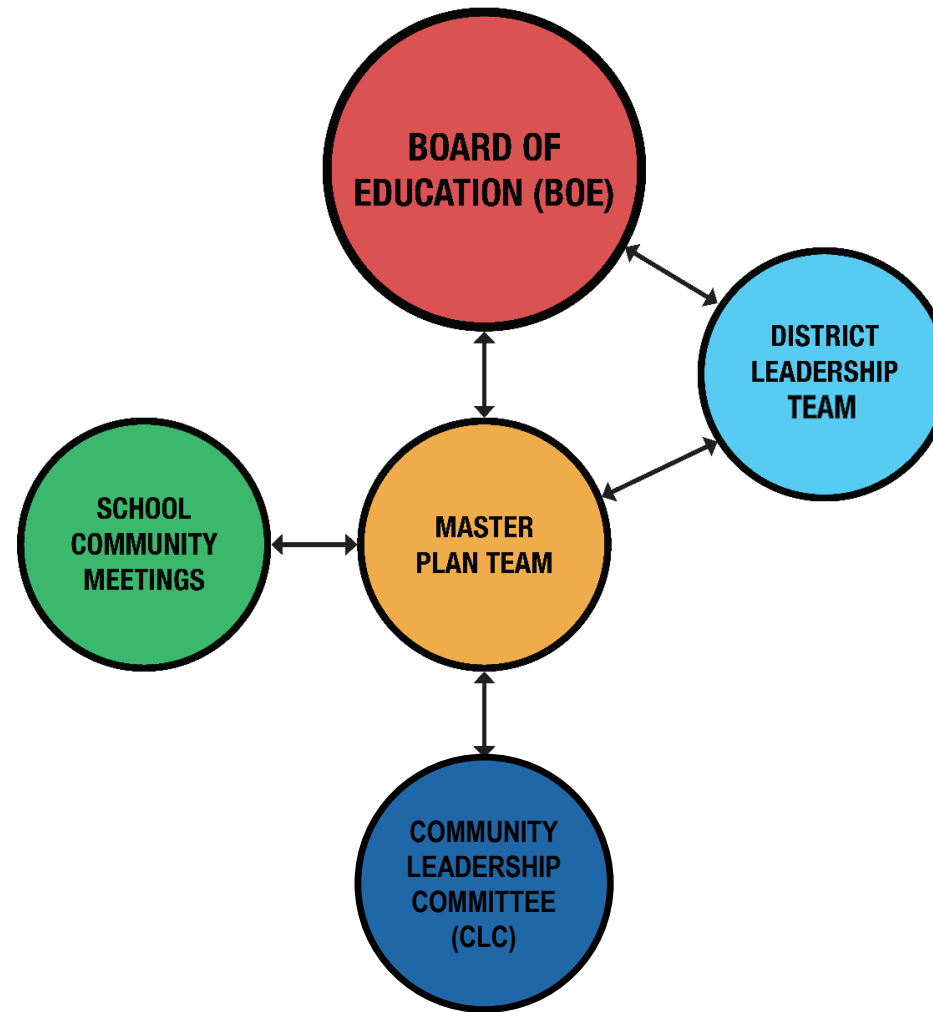 BOARD OF
EDUCATION (BOE)
DISTRICT
LEADERSHIP
TEAM
SCHOOL
COMMUNITY
MEETINGS
MASTER
PLAN TEAM
COMMUNITY
LEADERSHIP
COMMITTEE
(CLC)